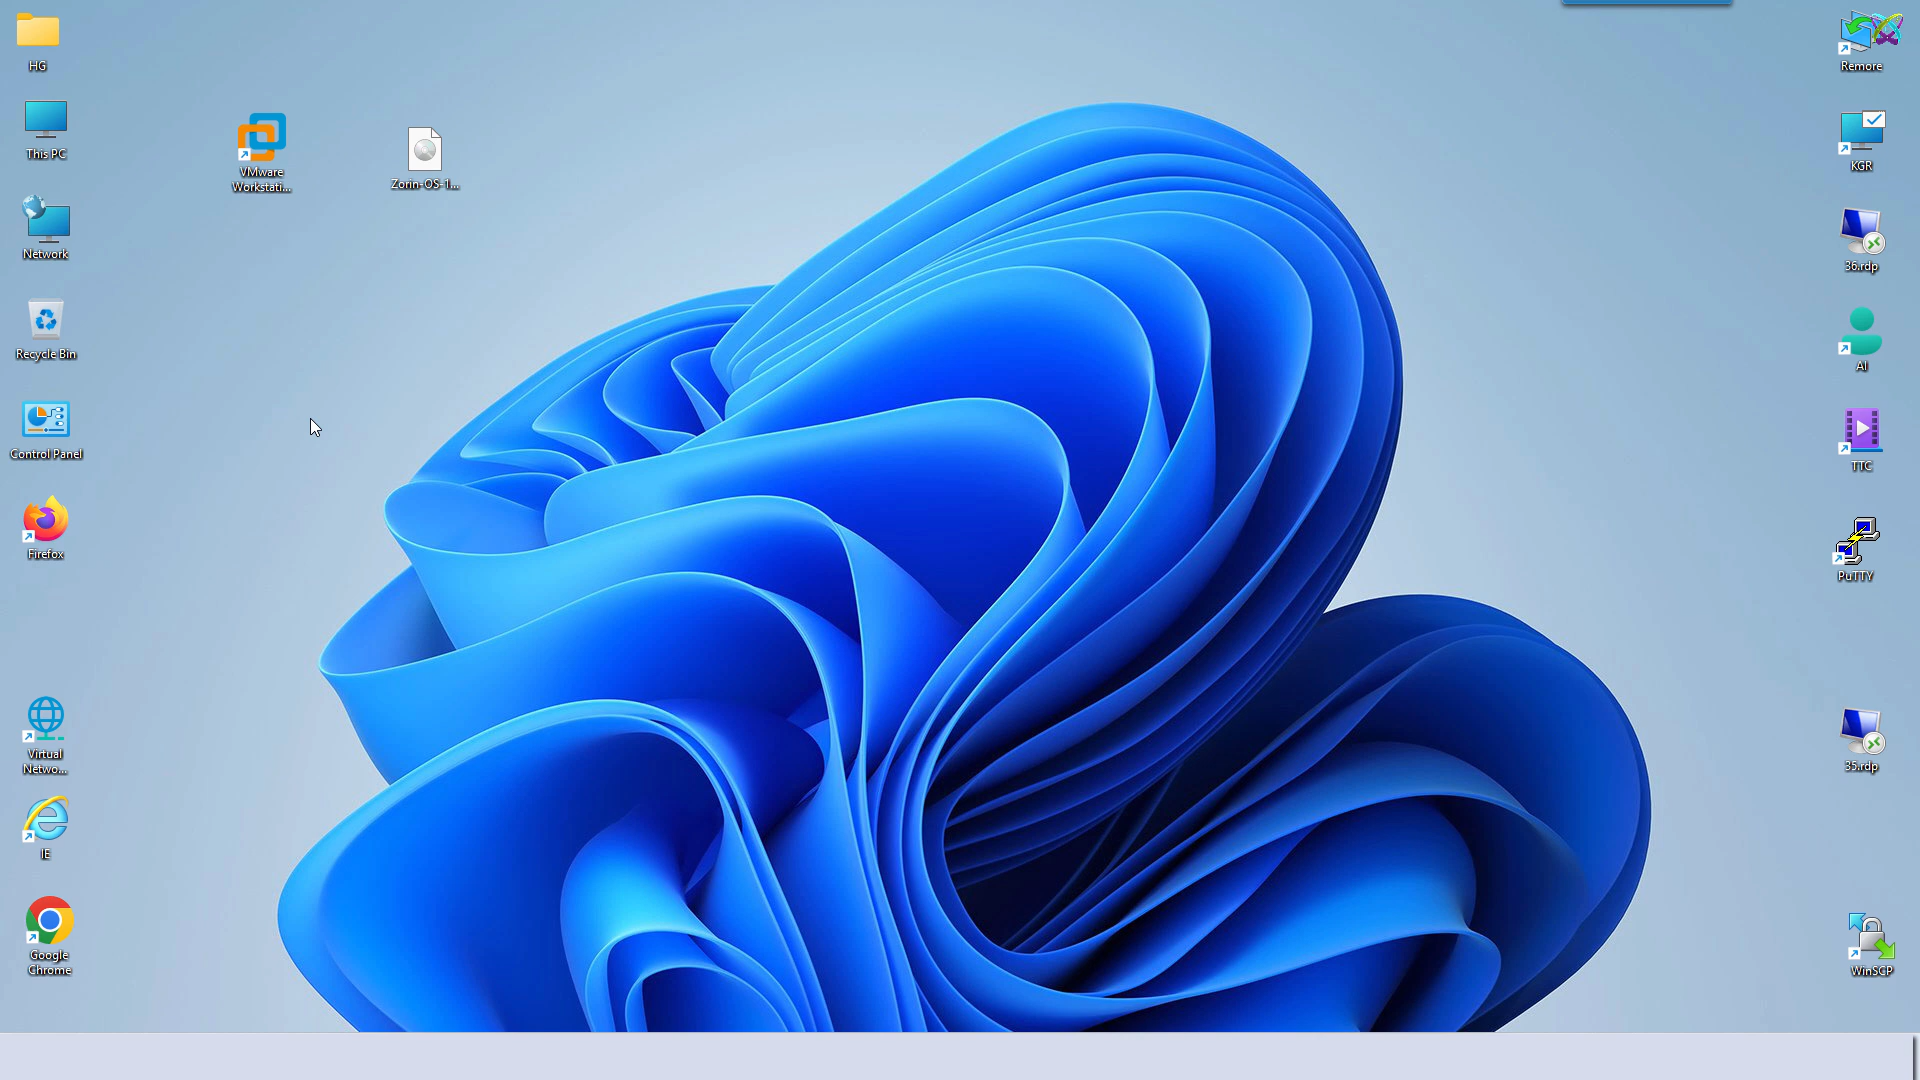 HG
This PC
Network
Recycle Bin
Control Panel
Firefox
Virtual
Netwo...
IE
Google
Chrome
VMware
Workstati...
Zorin-OS-1...
Remore
KGR
36.rdp
AI
TTC
PuTTY
35.rdp
WinSCP